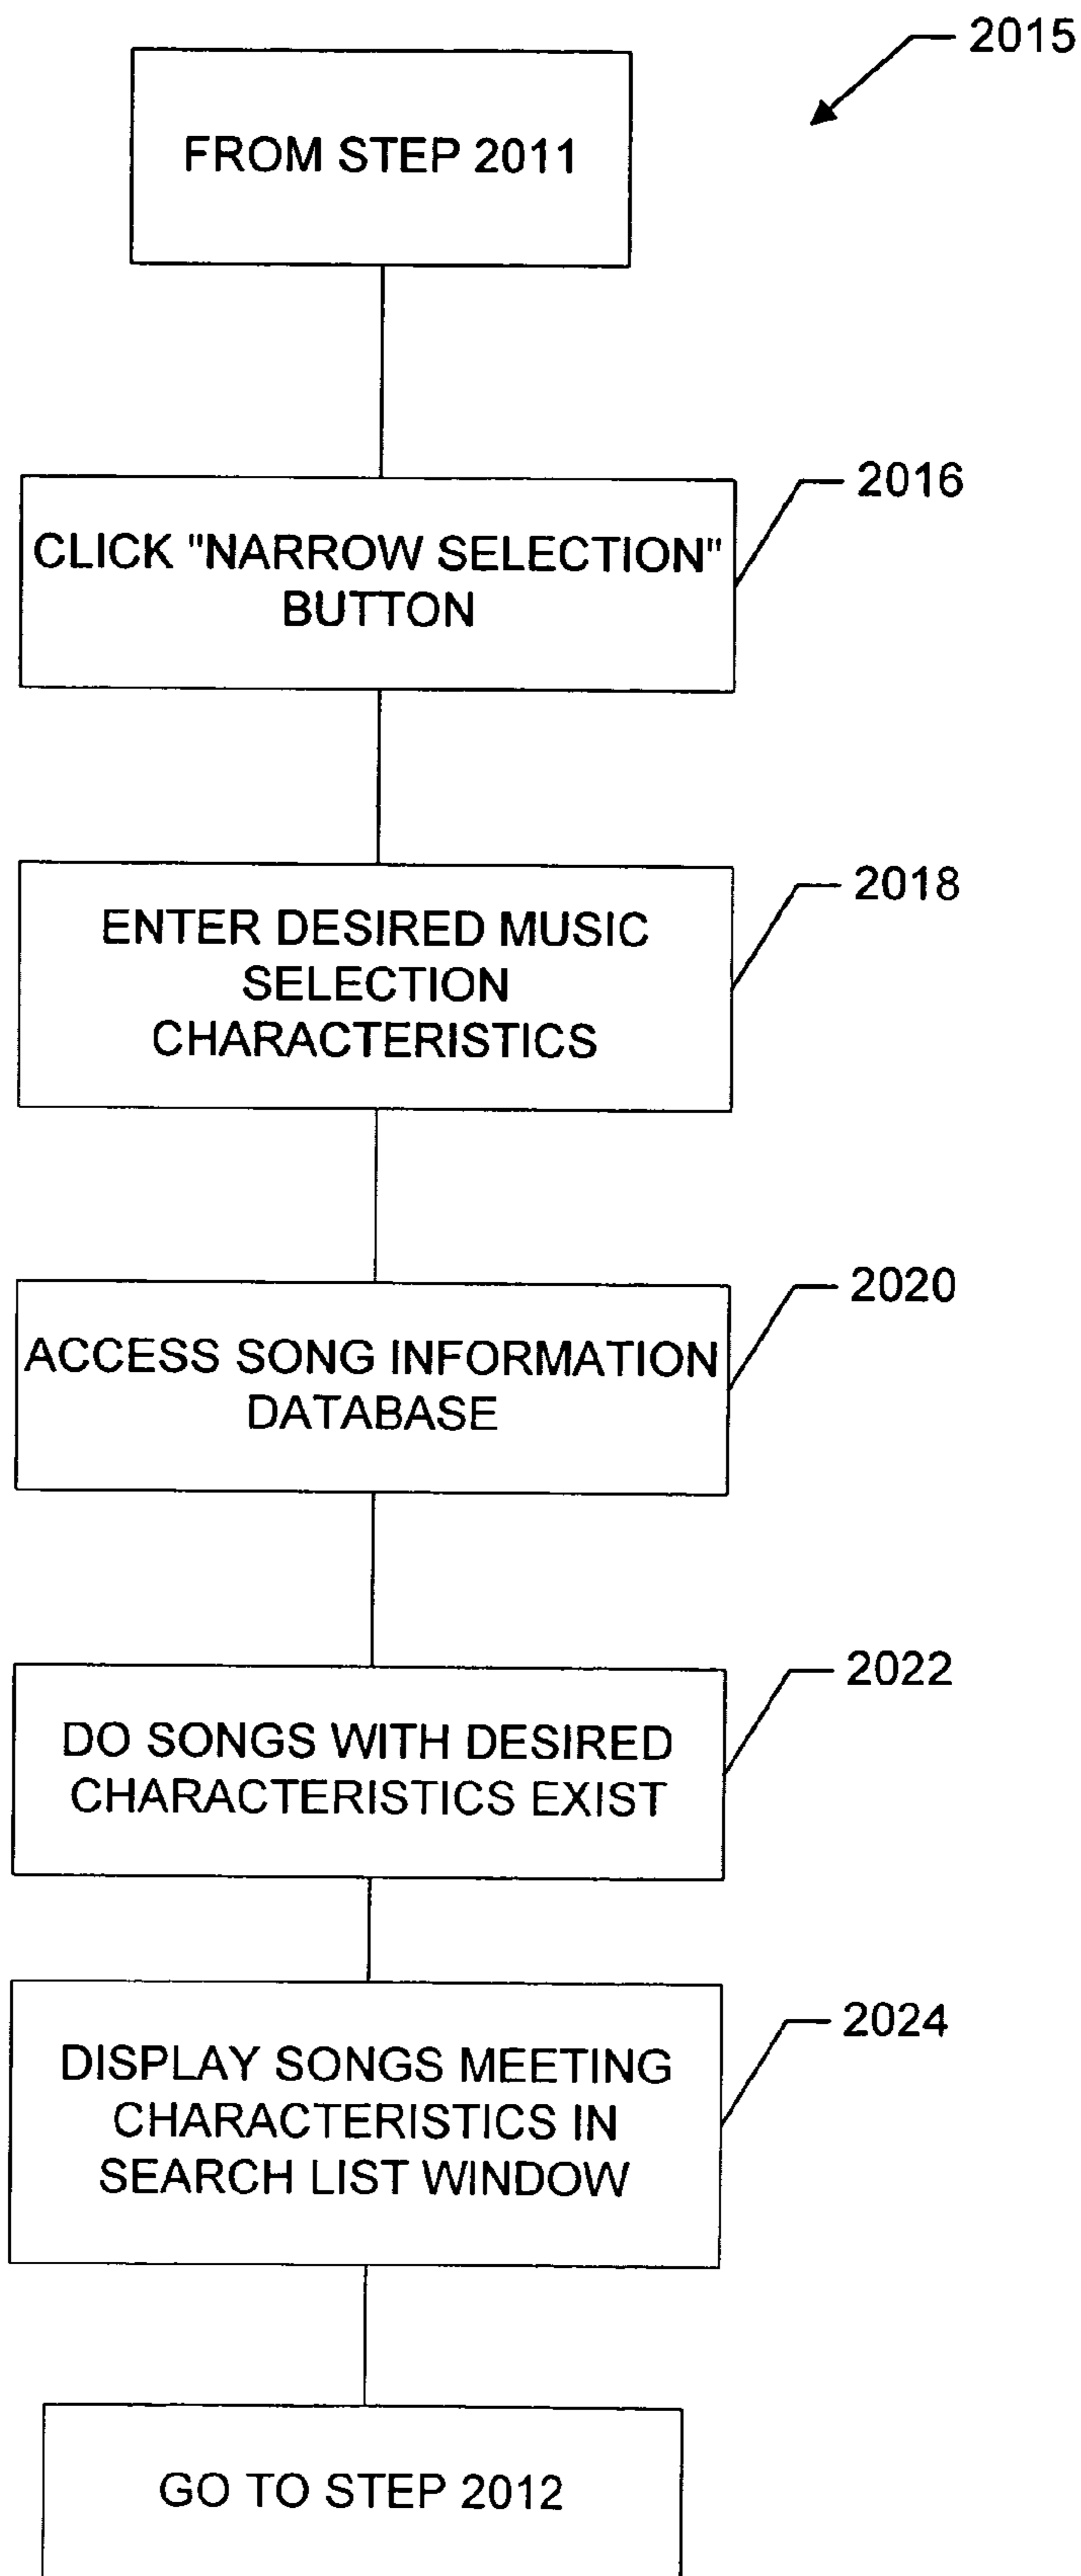 2015
FROM STEP 2011
2016
CLICK "NARROW SELECTION"
BUTTON
2018
ENTER DESIRED MUSIC
SELECTION
CHARACTERISTICS
2020
ACCESS SONG INFORMATION
DATABASE
2022
DO SONGS WITH DESIRED
CHARACTERISTICS EXIST
2024
DISPLAY SONGS MEETING
CHARACTERISTICS IN
SEARCH LIST WINDOW
GO TO STEP 2012